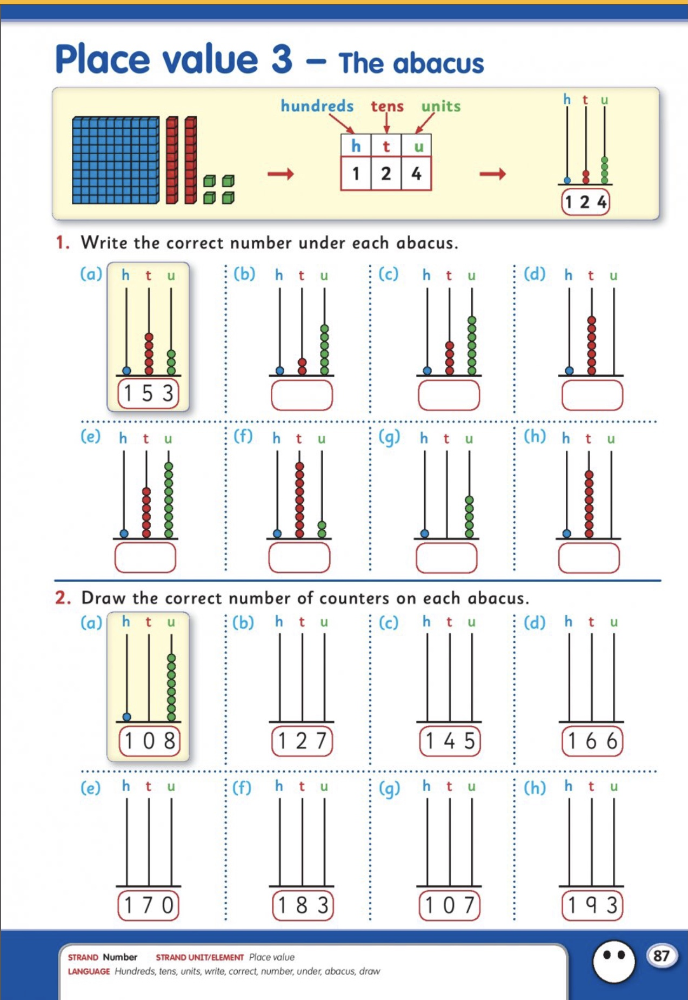 Place value 3 – The abacus
hundreds tens units
h t u
h t u
1 2 4
1 2 4
1. Write the correct number under each abacus.
(a) h t u (b) h t u (c) h t u (d) h t u
1 5 3
(e) h t u (f) h t u (g) h t u (h) h t u
2. Draw the correct number of counters on each abacus.
(a) h t u (b) h t u (c) h t u (d) h t u
1 0 8 1 2 7 1 4 5 1 6 6
(e) h t u (f) h t u (g) h t u (h) h t u
1 7 0 1 8 3 1 0 7 1 9 3
STRAND Number STRAND UNIT/ELEMENT Place value
LANGUAGE Hundreds, tens, units, write, correct, number, under, abacus, draw
87